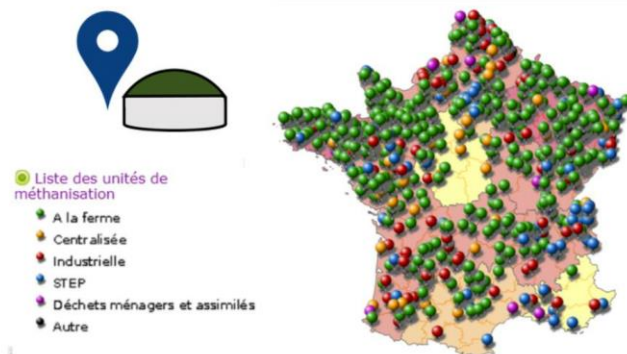 Liste des unités de
méthanisation
A la ferme
Centralisée
Industrielle
STEP
Déchets ménagers et assimilés
Autre